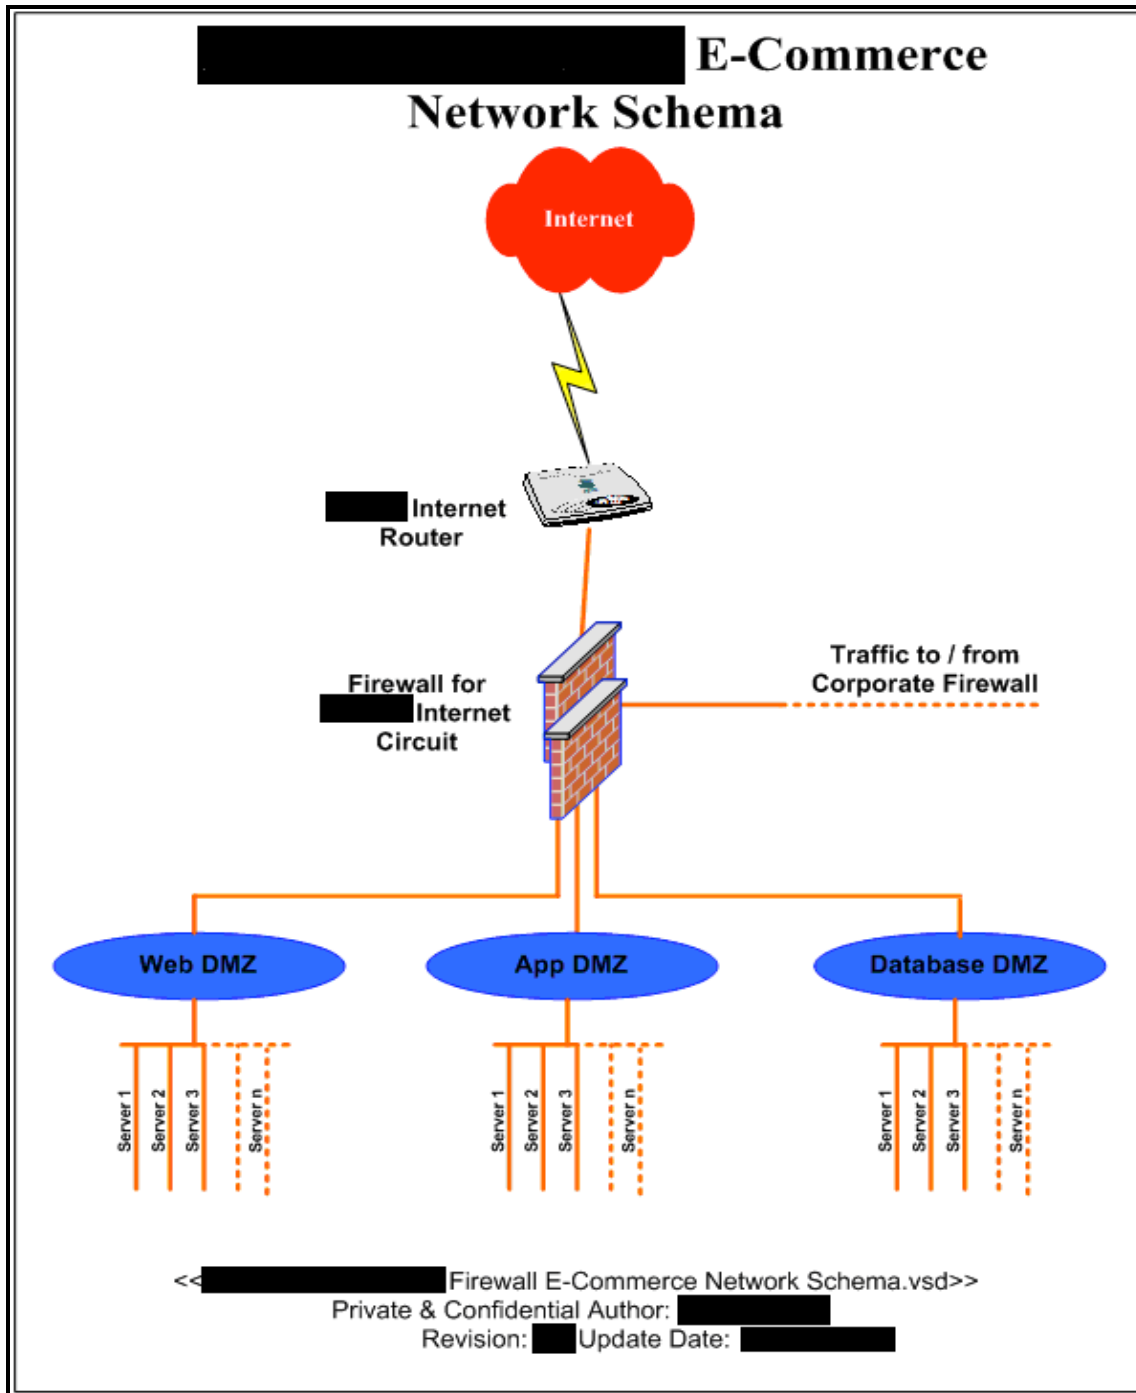 E-Commerce
Network Schema
Internet
Internet
Router
Firewall for
Internet
Circuit
Traffic to / from
Corporate Firewall
Web DMZ
App DMZ
Database DMZ
Server 1
Server 2
Server 3
Server n
Server 1
Server 2
Server 3
Server n
Server 1
Server 2
Server 3
Server n
<< Firewall E-Commerce Network Schema.vsd>>
Private & Confidential Author:
Revision: Update Date: